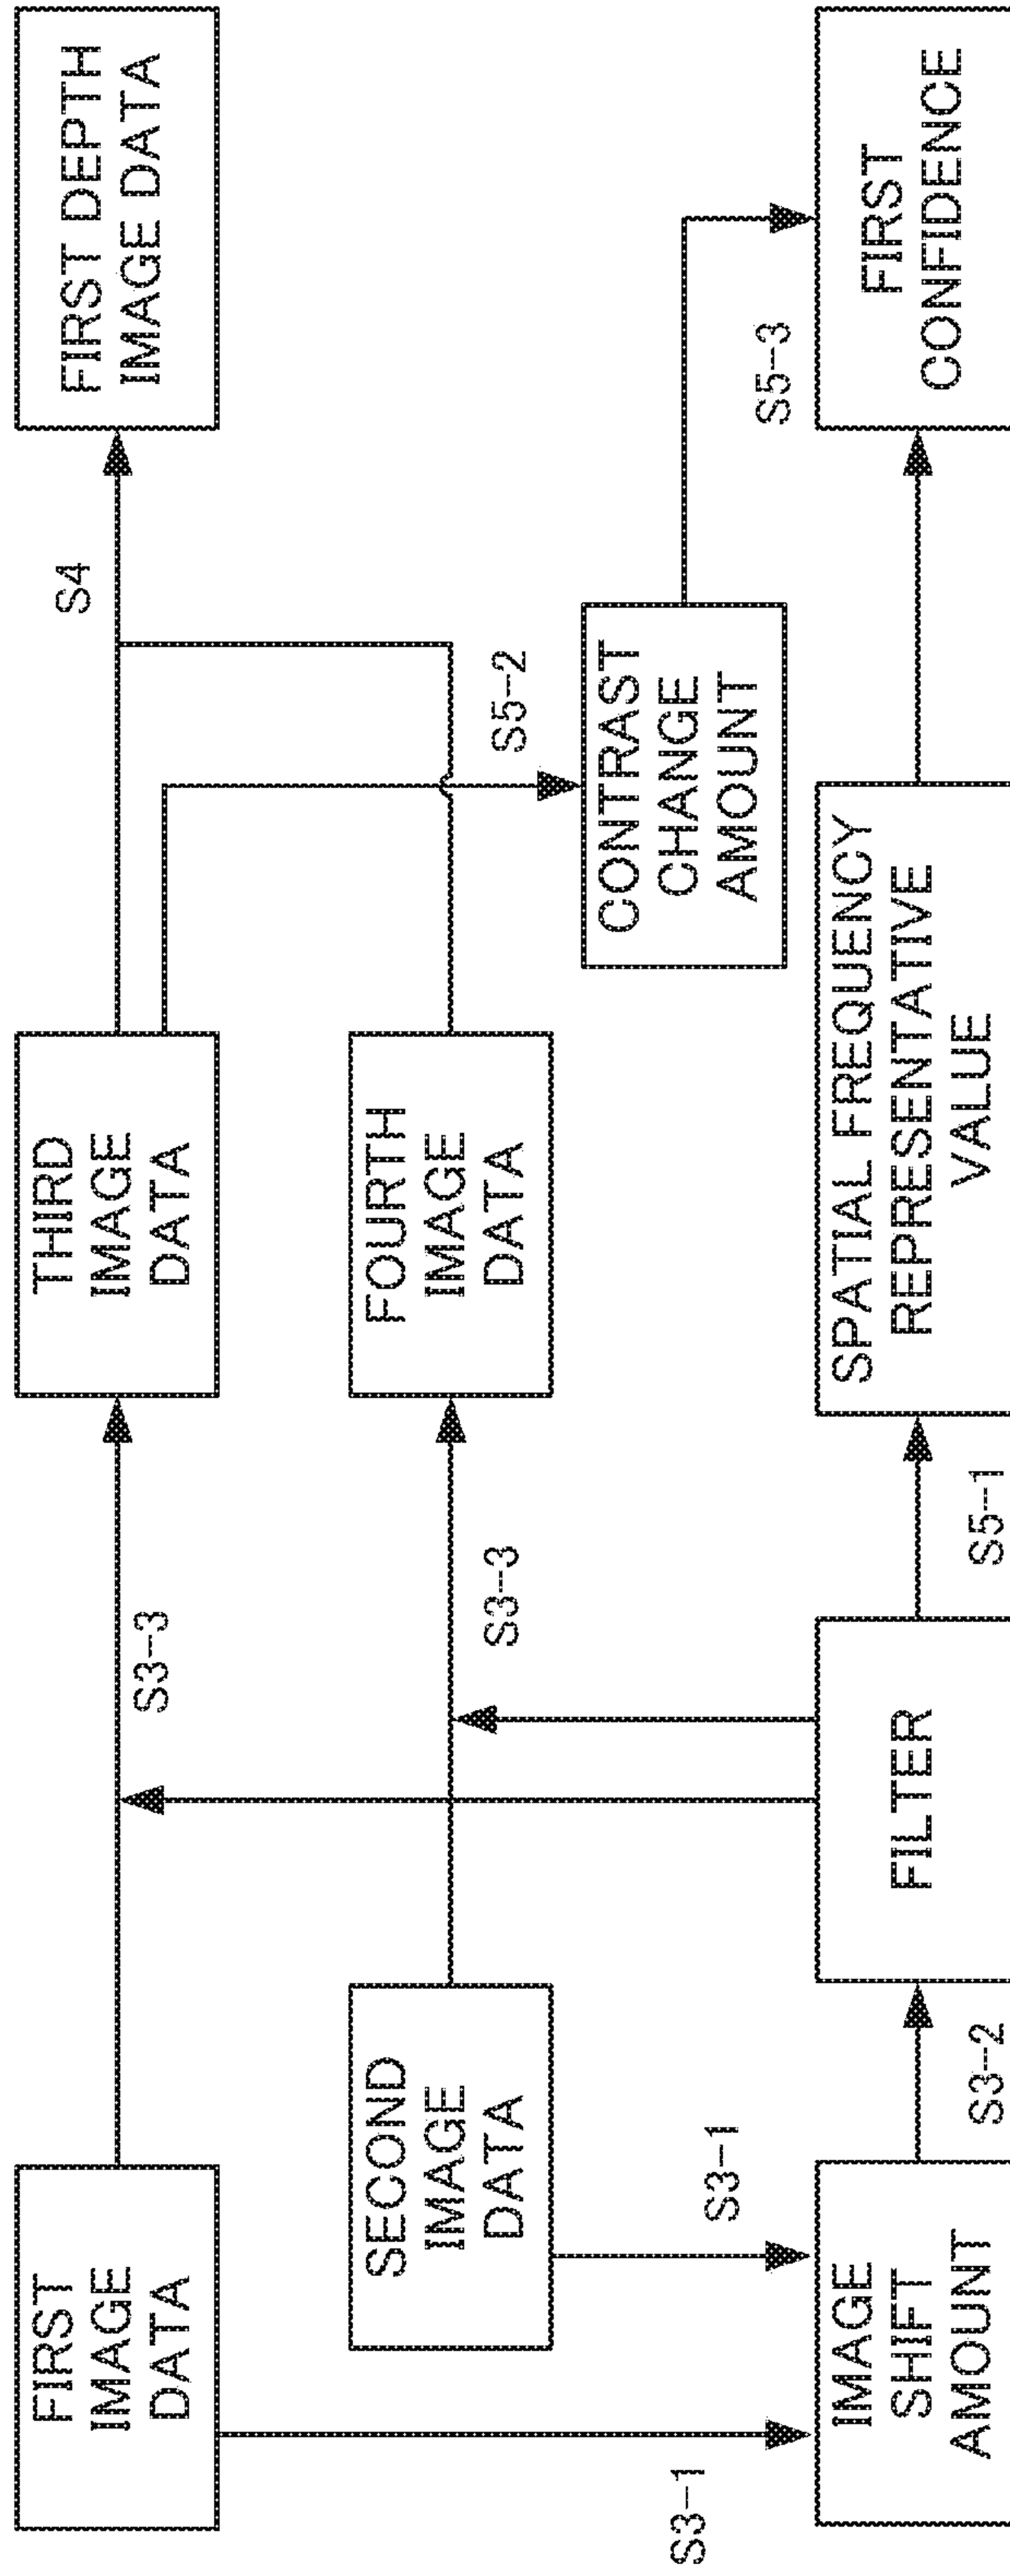 FIRST
IMAGE
DATA
THIRD
IMAGE
DATA
FIRST DEPTH
IMAGE DATA
S3-3
S4
SECOND
IMAGE
DATA
FOURTH
IMAGE
DATA
S3-3
S5-2
CONTRAST
CHANGE
AMOUNT
S3-1
S3-1
S5-3
IMAGE
SHIFT
AMOUNT
S3-2
FILTER
S5-1
SPATIAL FREQUENCY
REPRESENTATIVE
VALUE
FIRST
CONFIDENCE